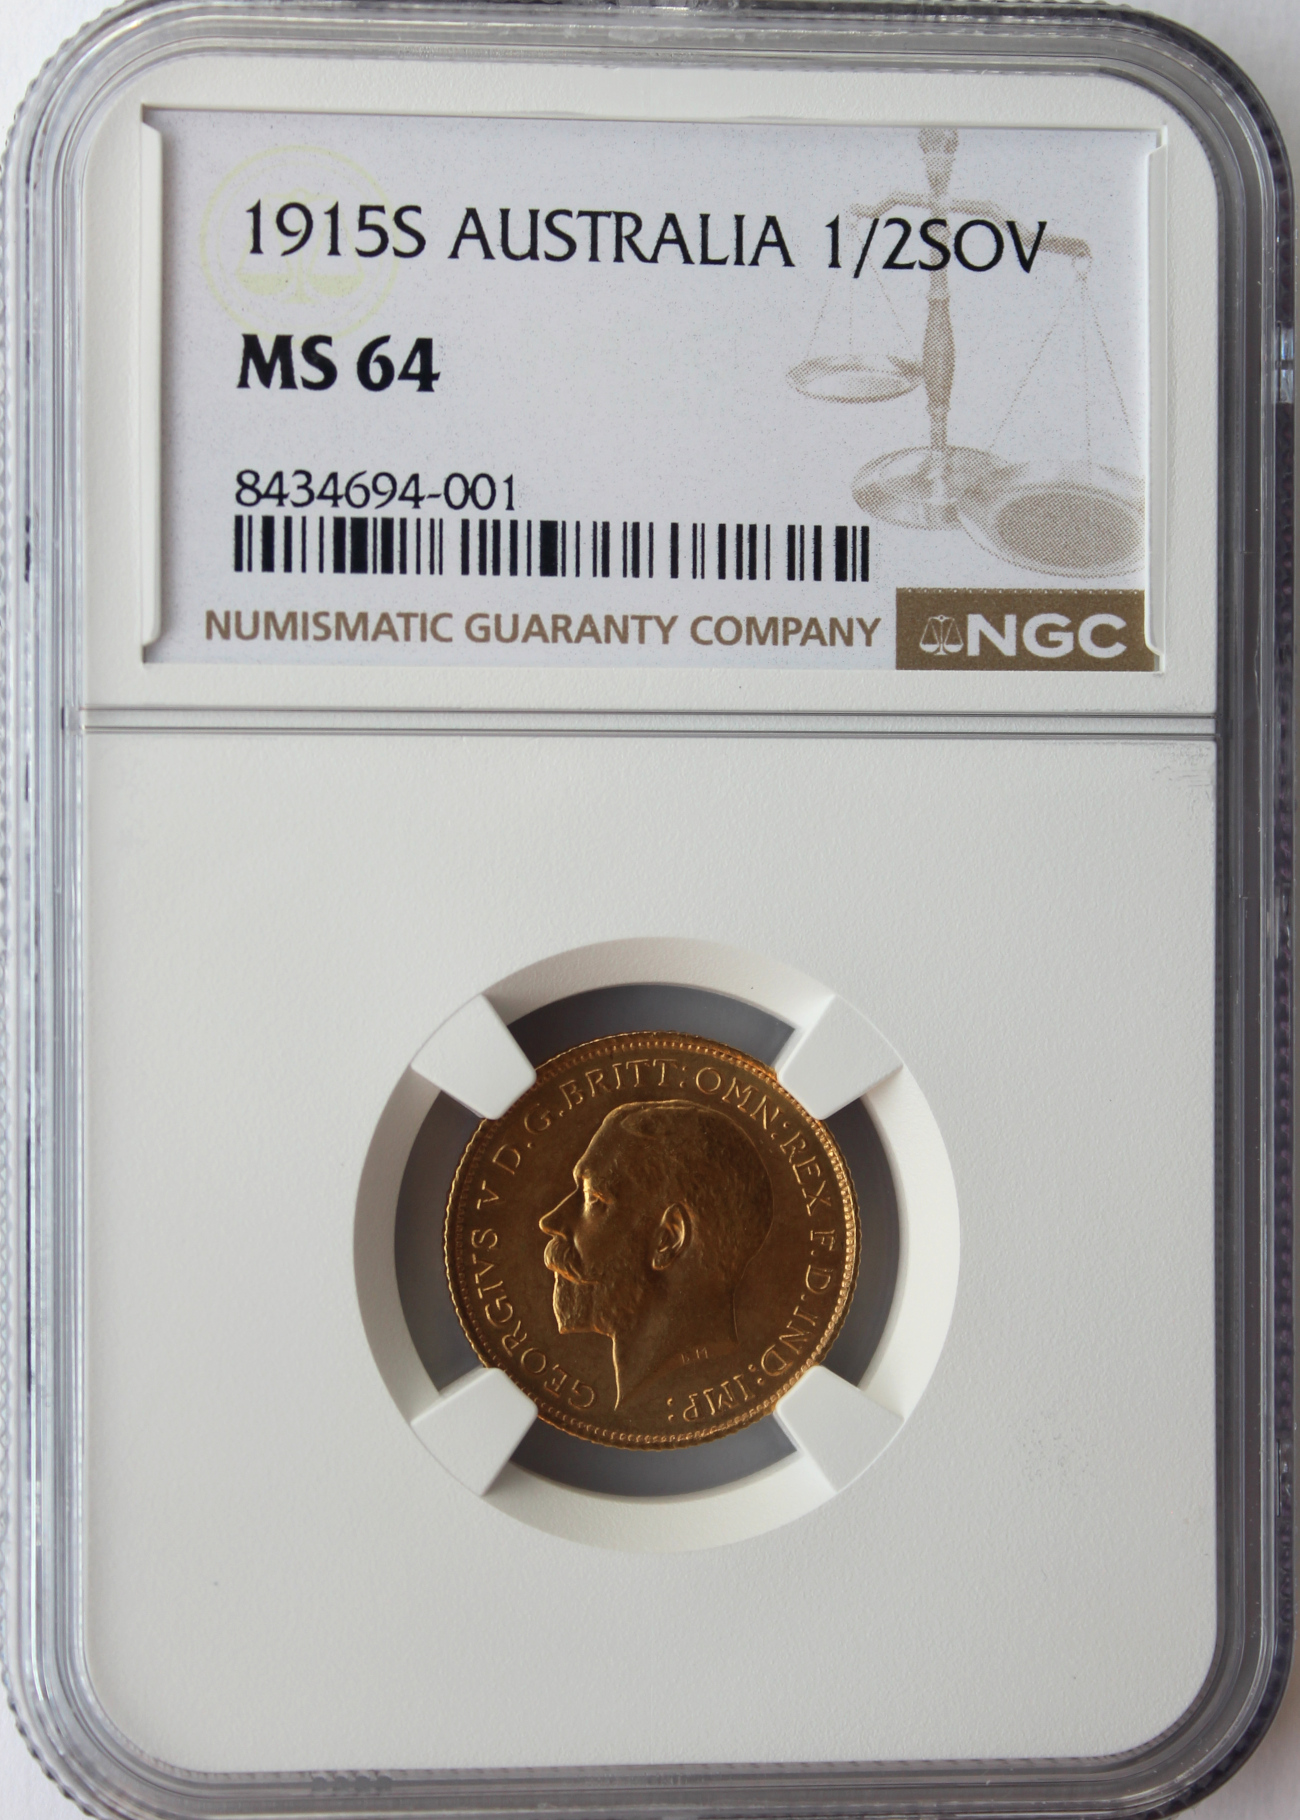 1915S AUSTRALIA 1/2SOV
MS 64
8434694-001
NUMISMATIC GUARANTY COMPANY
NGC
GEORGIVS V D.G.BRITT:OMN:REX F.D.IND:IMP:
B.M.